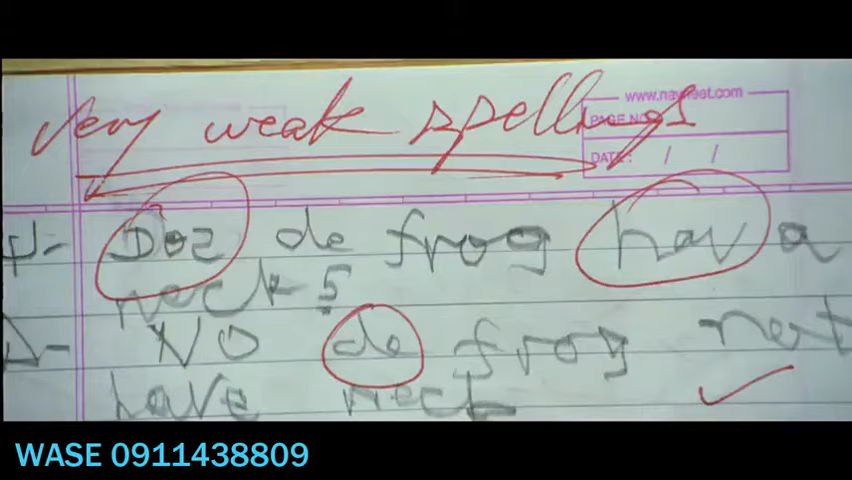 very weak spellings
www.navneet.com
PAGE NO.
DATE: / /
Doz de frog hav a
neck?
NO de frog not
have neck
WASE 0911438809